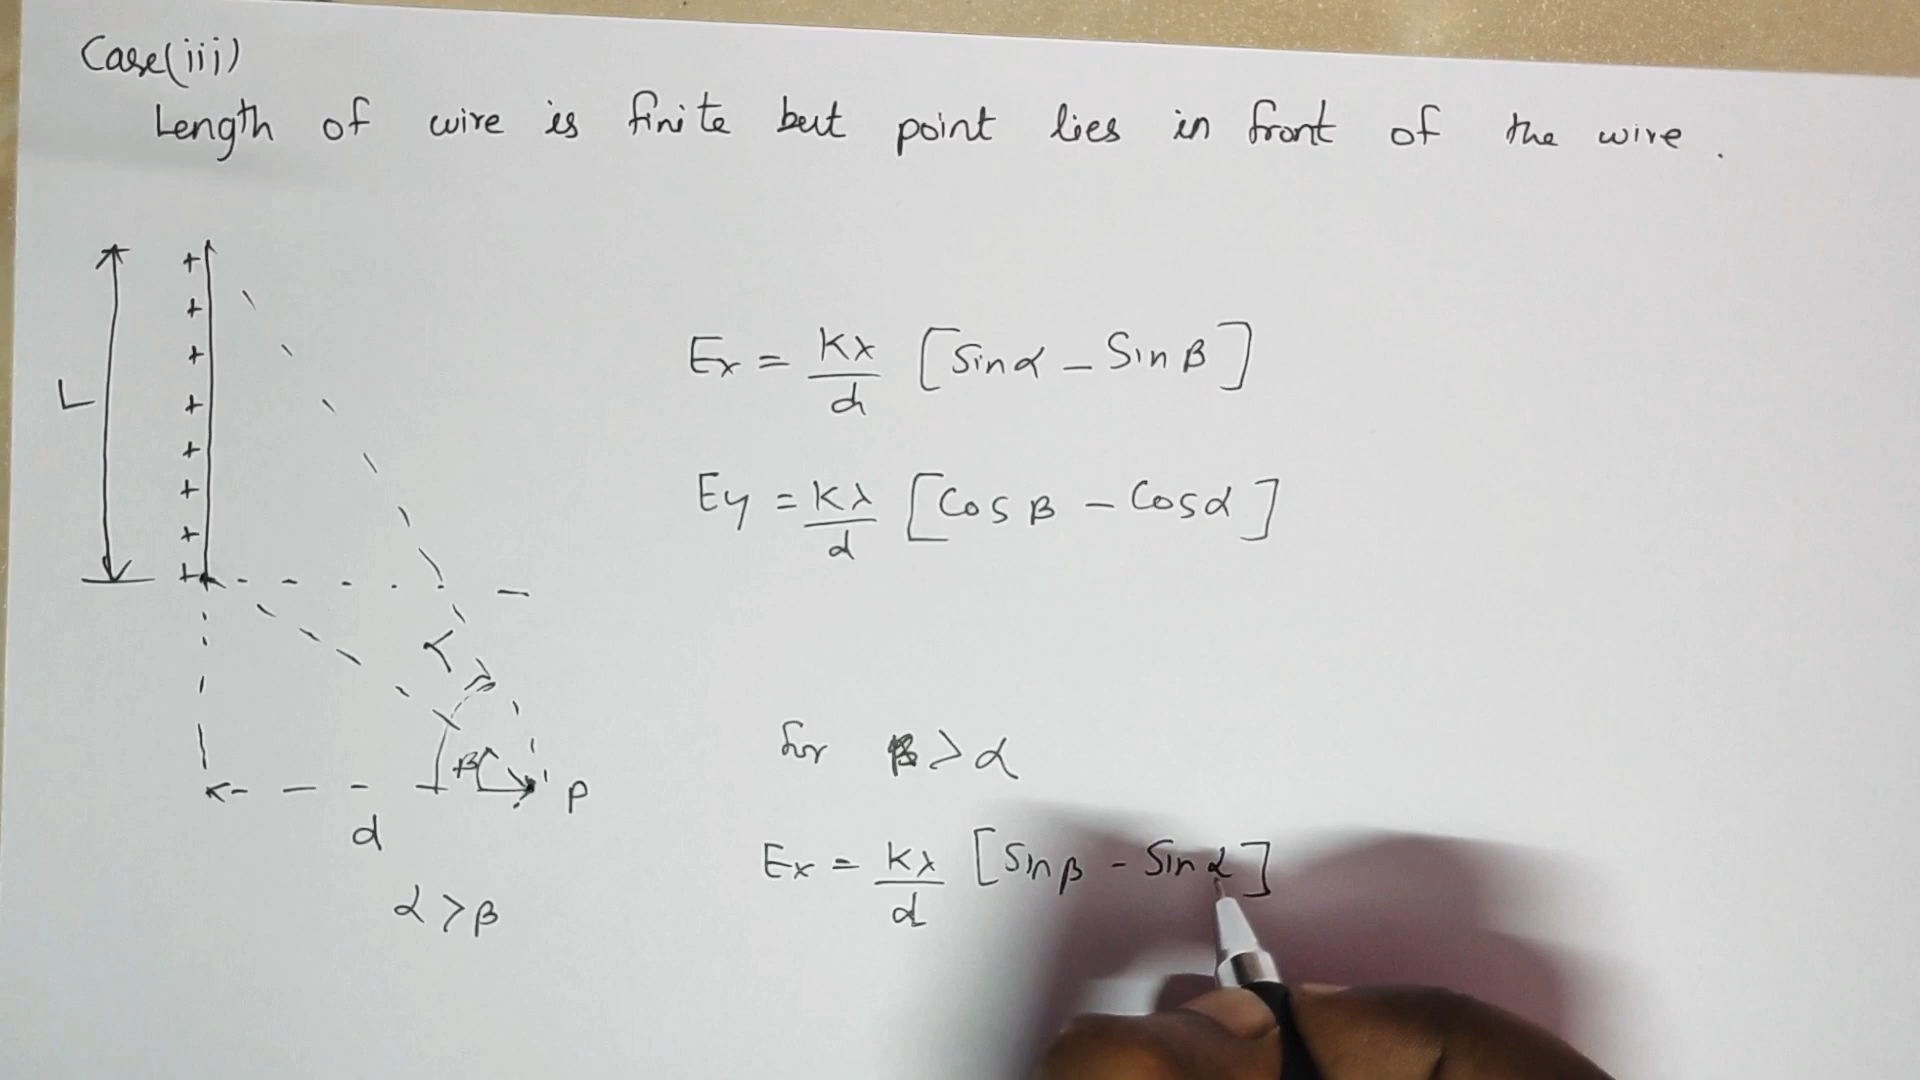 Case(iii)
Length of wire is finite but point lies in front of the wire.
+
+
+
+
+
+
+
+
L
Ex = Kλ/d [Sinα - Sinβ]
Ey = Kλ/d [Cosβ - Cosα]
α
β
P
d
α > β
for β > α
Ex = Kλ/d [Sinβ - Sinα]